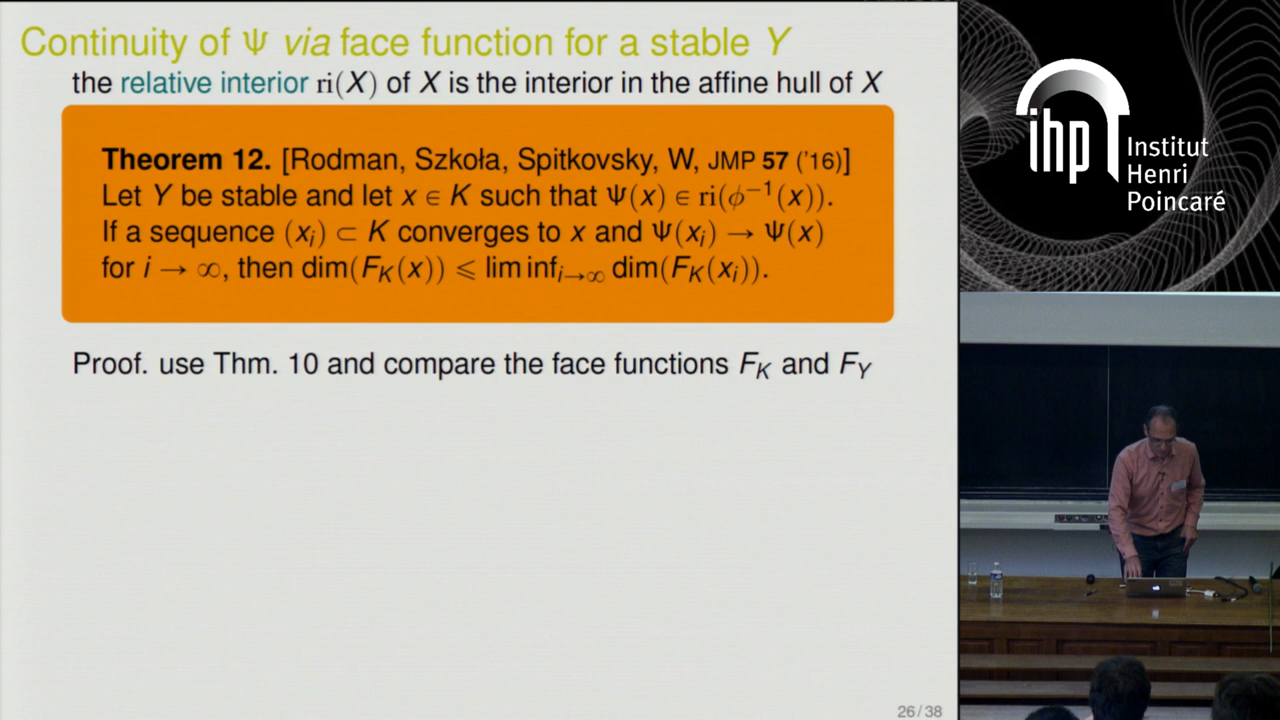 Continuity of Ψ via face function for a stable Y
the relative interior ri(X) of X is the interior in the affine hull of X
Theorem 12. [Rodman, Szkoła, Spitkovsky, W, JMP 57 ('16)]
Let Y be stable and let x ∈ K such that Ψ(x) ∈ ri(ϕ⁻¹(x)).
If a sequence (xᵢ) ⊂ K converges to x and Ψ(xᵢ) → Ψ(x)
for i → ∞, then dim(F_K(x)) ⩽ lim inf_{i→∞} dim(F_K(xᵢ)).
Proof. use Thm. 10 and compare the face functions F_K and F_Y
26 / 38
ihp
Institut
Henri
Poincaré